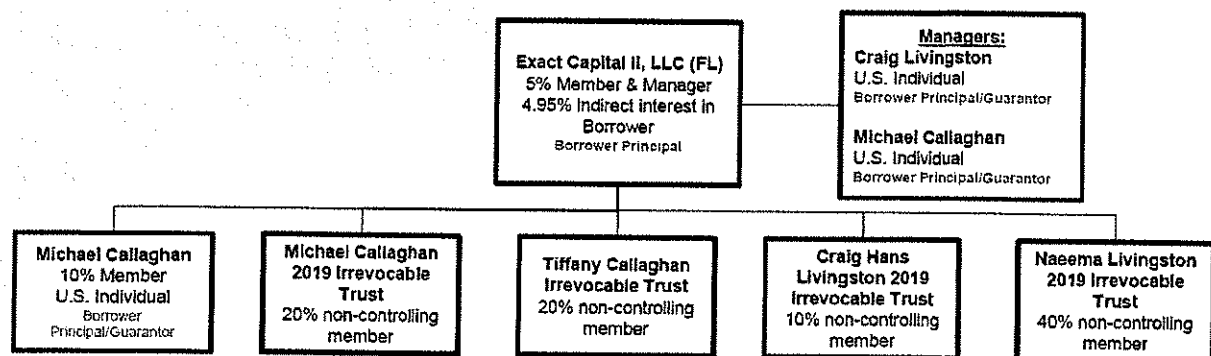 Exact Capital II, LLC (FL)
5% Member & Manager
4.95% Indirect interest in
Borrower
Borrower Principal
Managers:
Craig Livingston
U.S. Individual
Borrower Principal/Guarantor
Michael Callaghan
U.S. Individual
Borrower Principal/Guarantor
Michael Callaghan
10% Member
U.S. Individual
Borrower
Principal/Guarantor
Michael Callaghan
2019 Irrevocable
Trust
20% non-controlling
member
Tiffany Callaghan
Irrevocable Trust
20% non-controlling
member
Craig Hans
Livingston 2019
Irrevocable Trust
10% non-controlling
member
Naeema Livingston
2019 Irrevocable
Trust
40% non-controlling
member